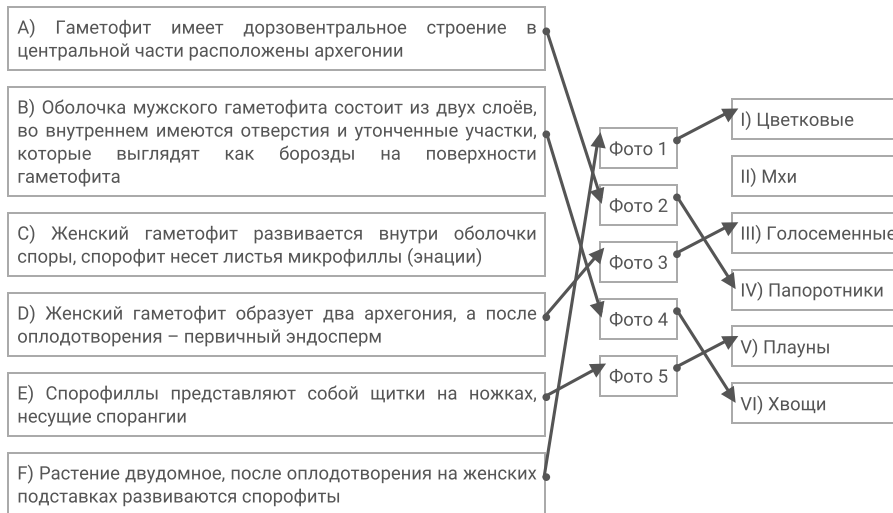 А) Гаметофит имеет дорзовентральное строение в
центральной части расположены архегонии
B) Оболочка мужского гаметофита состоит из двух слоёв,
во внутреннем имеются отверстия и утонченные участки,
которые выглядят как борозды на поверхности
гаметофита
C) Женский гаметофит развивается внутри оболочки
споры, спорофит несет листья микрофиллы (энации)
D) Женский гаметофит образует два архегония, а после
оплодотворения – первичный эндосперм
E) Спорофиллы представляют собой щитки на ножках,
несущие спорангии
F) Растение двудомное, после оплодотворения на женских
подставках развиваются спорофиты
Фото 1
Фото 2
Фото 3
Фото 4
Фото 5
I) Цветковые
II) Мхи
III) Голосеменные
IV) Папоротники
V) Плауны
VI) Хвощи